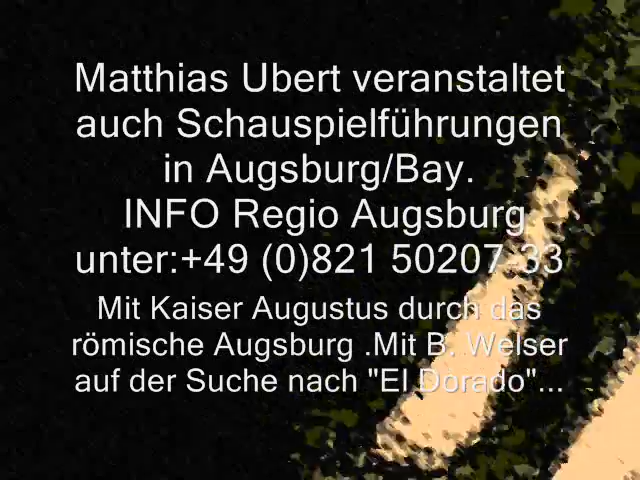 Matthias Ubert veranstaltet
auch Schauspielführungen
in Augsburg/Bay.
INFO Regio Augsburg
unter:+49 (0)821 50207-33
Mit Kaiser Augustus durch das
römische Augsburg .Mit B. Welser
auf der Suche nach "El Dorado"...